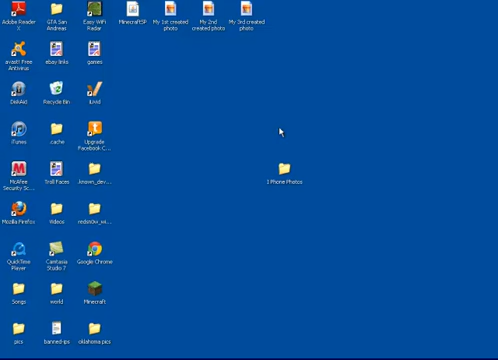 Adobe Reader
X
GTA San
Andreas
Easy WiFi
Radar
MinecraftSP
My 1st created
photo
My 2nd
created photo
My 3rd created
photo
avast! Free
Antivirus
ebay links
games
DiskAid
Recycle Bin
iLivid
iTunes
.cache
Upgrade
Facebook C...
McAfee
Security Sc...
Troll Faces
.known_dev...
1 Phone Photos
Mozilla Firefox
Videos
redsn0w_wi...
QuickTime
Player
Camtasia
Studio 7
Google Chrome
Songs
world
Minecraft
pics
banned-ips
oklahoma pics